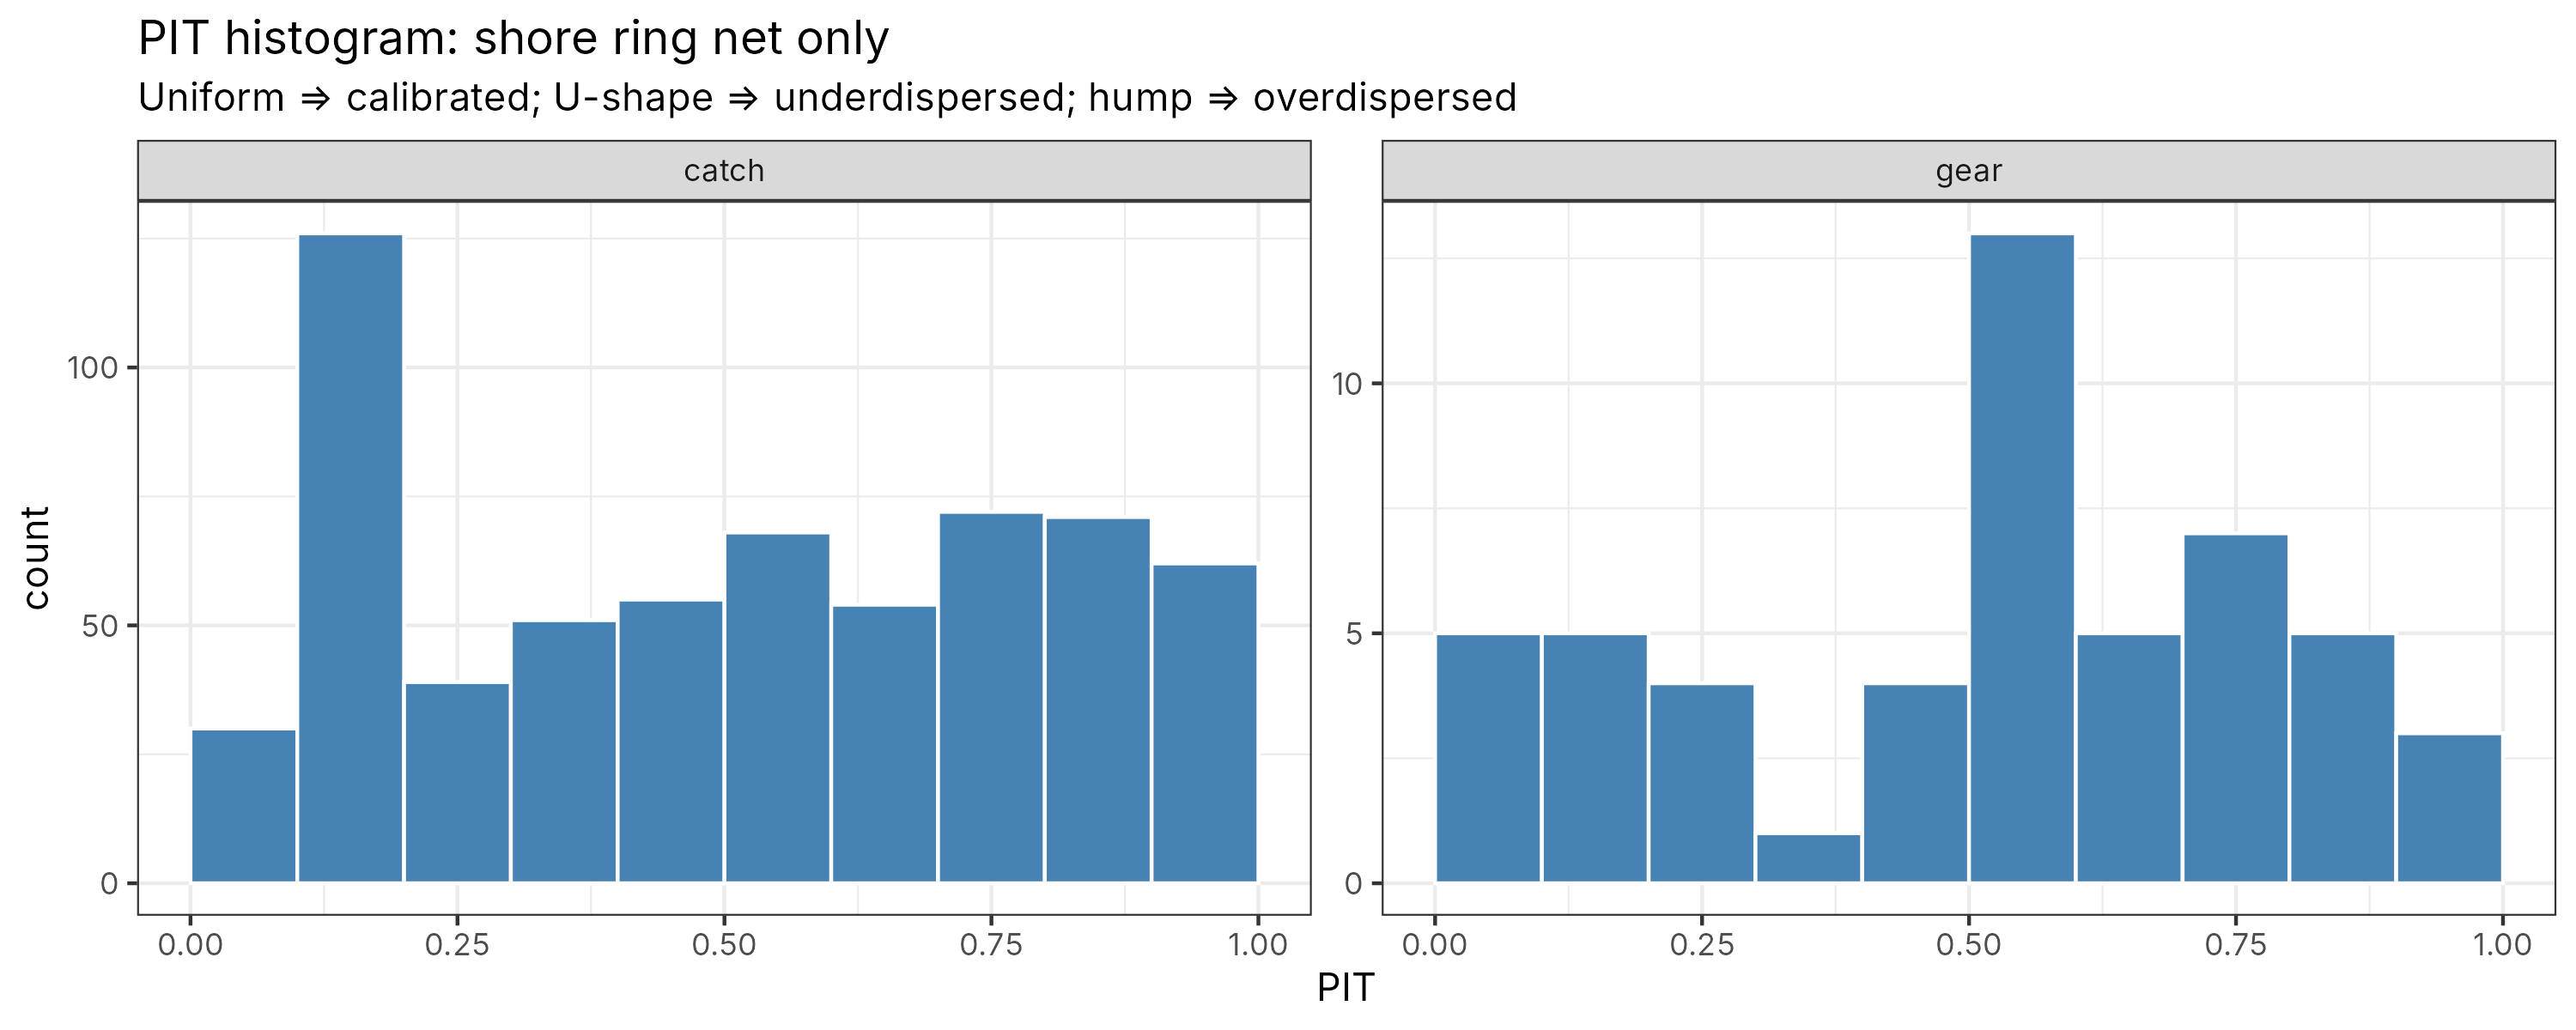 PIT histogram: shore ring net only
Uniform ⇒ calibrated; U-shape ⇒ underdispersed; hump ⇒ overdispersed
catch
gear
count
100
50
0
10
5
0
0.00 0.25 0.50 0.75 1.00
0.00 0.25 0.50 0.75 1.00
PIT